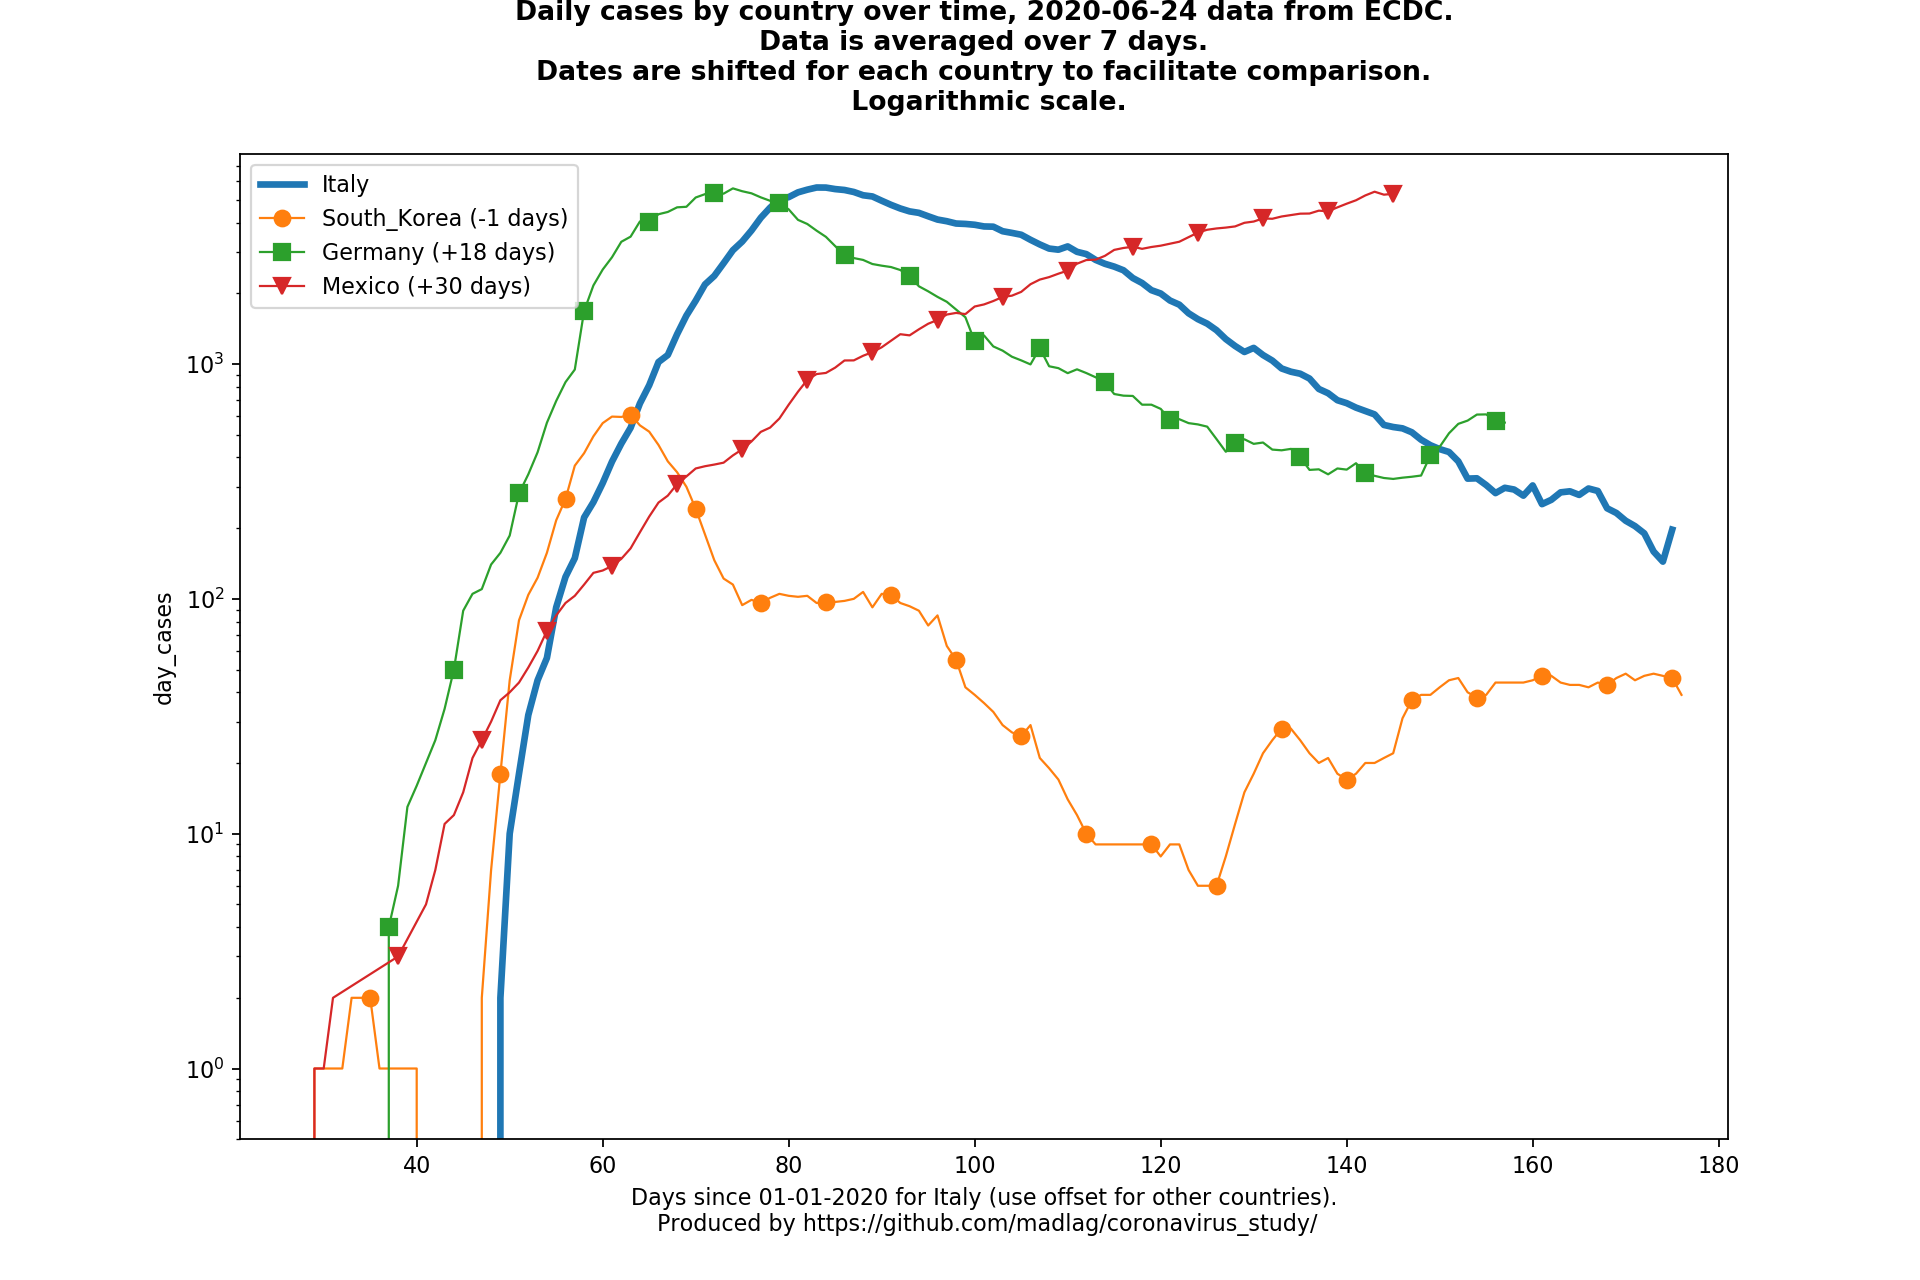 Daily cases by country over time, 2020-06-24 data from ECDC.
Data is averaged over 7 days.
Dates are shifted for each country to facilitate comparison.
Logarithmic scale.
Italy
South_Korea (-1 days)
Germany (+18 days)
Mexico (+30 days)
10³
10²
10¹
10⁰
day_cases
40 60 80 100 120 140 160 180
Days since 01-01-2020 for Italy (use offset for other countries).
Produced by https://github.com/madlag/coronavirus_study/